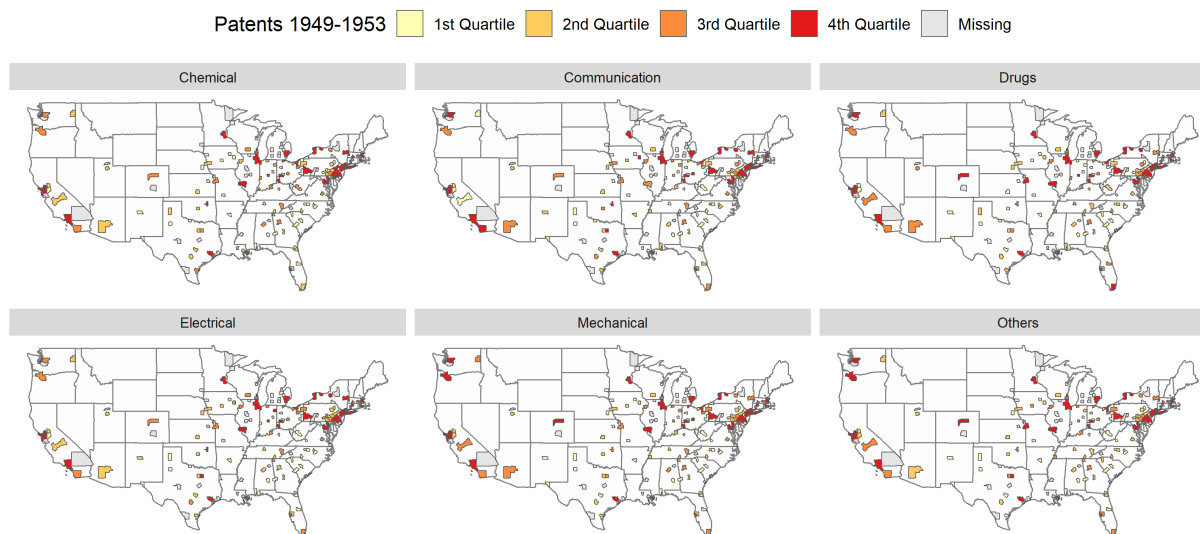 Patents 1949-1953 1st Quartile 2nd Quartile 3rd Quartile 4th Quartile Missing
Chemical Communication Drugs
Electrical Mechanical Others